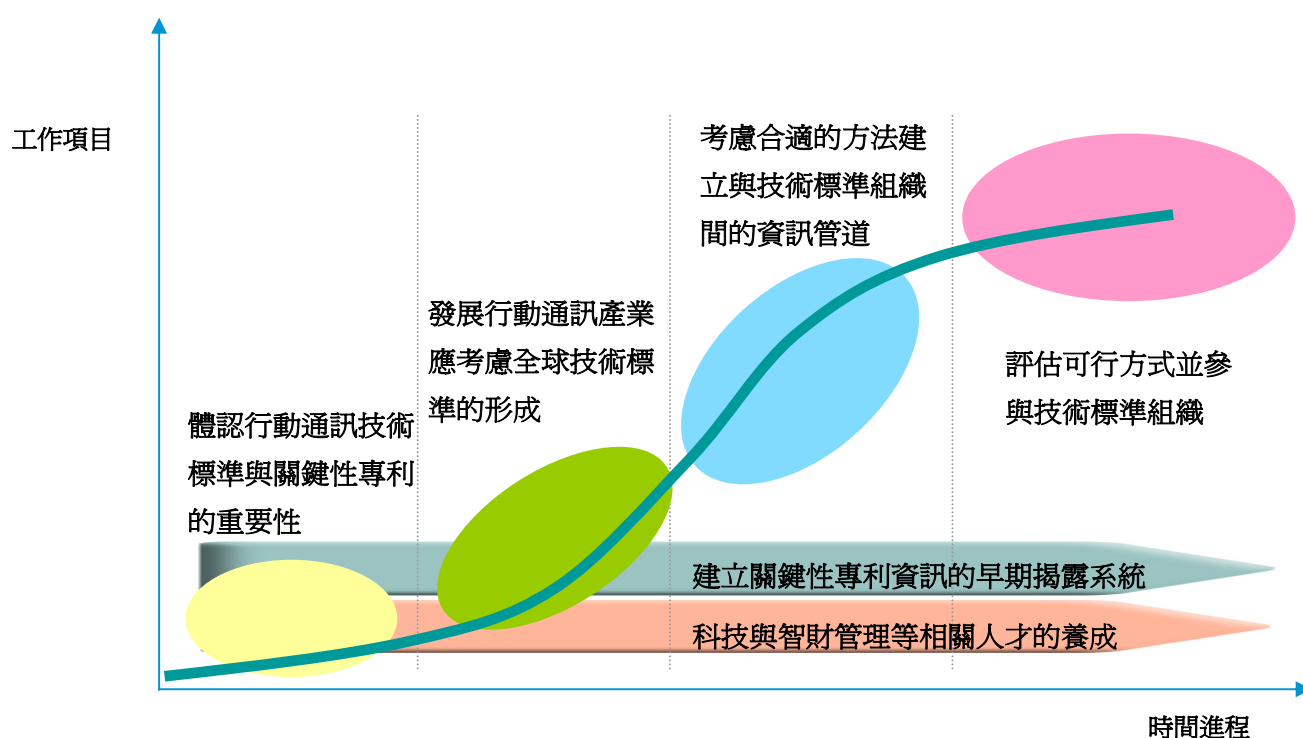 工作項目
體認行動通訊技術
標準與關鍵性專利
的重要性
發展行動通訊產業
應考慮全球技術標
準的形成
考慮合適的方法建
立與技術標準組織
間的資訊管道
評估可行方式並參
與技術標準組織
建立關鍵性專利資訊的早期揭露系統
科技與智財管理等相關人才的養成
時間進程